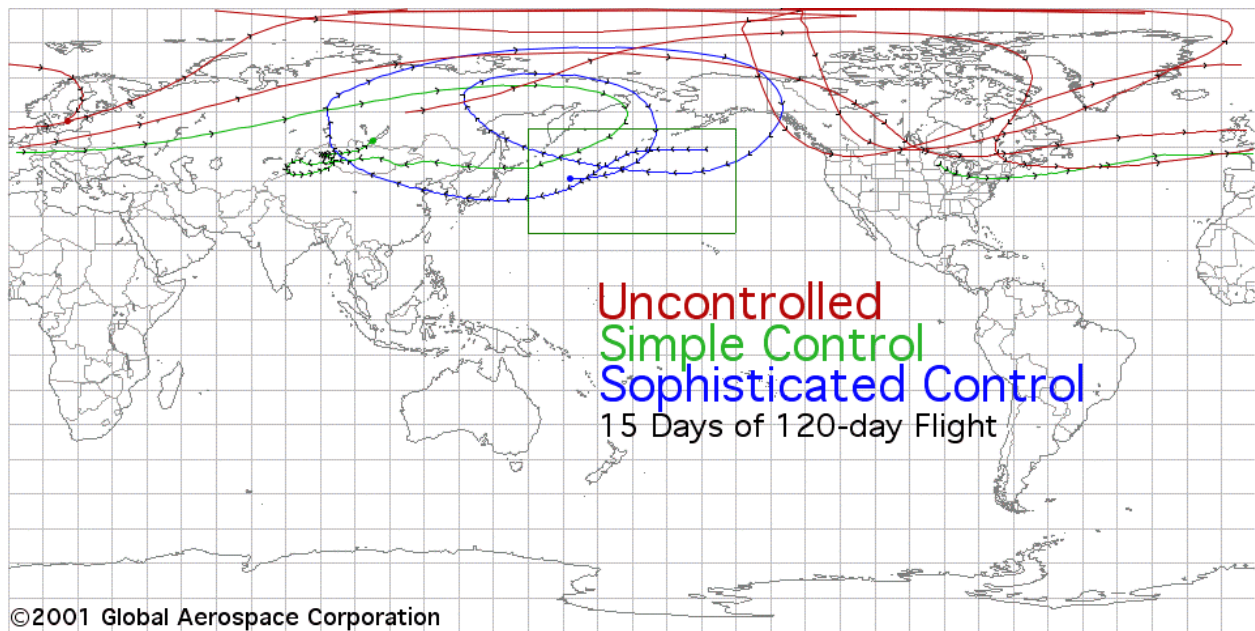 Uncontrolled
Simple Control
Sophisticated Control
15 Days of 120-day Flight
©2001 Global Aerospace Corporation